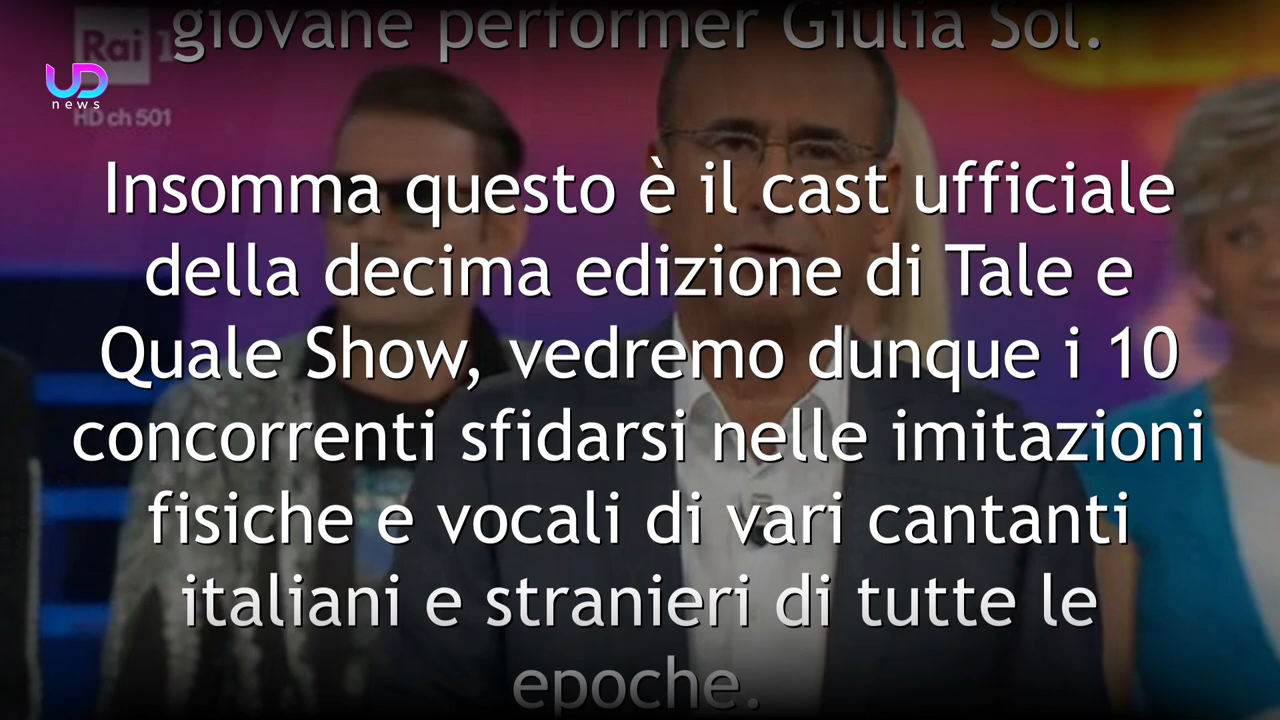 giovane performer Giulia Sol.
Rai 1
UD
news
HD ch 501
Insomma questo è il cast ufficiale
della decima edizione di Tale e
Quale Show, vedremo dunque i 10
concorrenti sfidarsi nelle imitazioni
fisiche e vocali di vari cantanti
italiani e stranieri di tutte le
epoche.